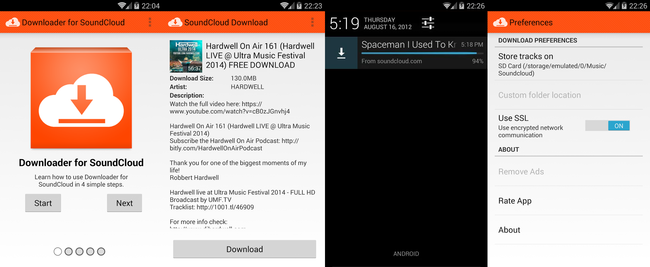 22:04
Downloader for SoundCloud
Downloader for SoundCloud
Learn how to use Downloader for
SoundCloud in 4 simple steps.
Start
Next
22:23
SoundCloud Download
Hardwell On Air 161 (Hardwell
LIVE @ Ultra Music Festival
2014) FREE DOWNLOAD
56:57
Download Size: 130.0MB
Artist: HARDWELL
Description:
Watch the full video here: https://
www.youtube.com/watch?v=cB0zJGnvhj4
Hardwell On Air 161 (Hardwell LIVE @ Ultra Music
Festival 2014)
Subscribe the Hardwell On Air Podcast: http://
bitly.com/HardwellOnAirPodcast
Thank you for one of the biggest moments of my
life!
Robbert Hardwell
Hardwell live at Ultra Music Festival 2014 - FULL HD
Broadcast by UMF.TV
Tracklist: http://1001.tl/46909
For more info check:
Download
22:26
5:19
THURSDAY
AUGUST 16, 2012
Spaceman I Used To K
5:18 PM
From soundcloud.com
94%
ANDROID
22:26
Preferences
DOWNLOAD PREFERENCES
Store tracks on
SD Card (/storage/emulated/0/Music/
Soundcloud)
Custom folder location
Use SSL
Use encrypted network
communication
ON
ABOUT
Remove Ads
Rate App
About